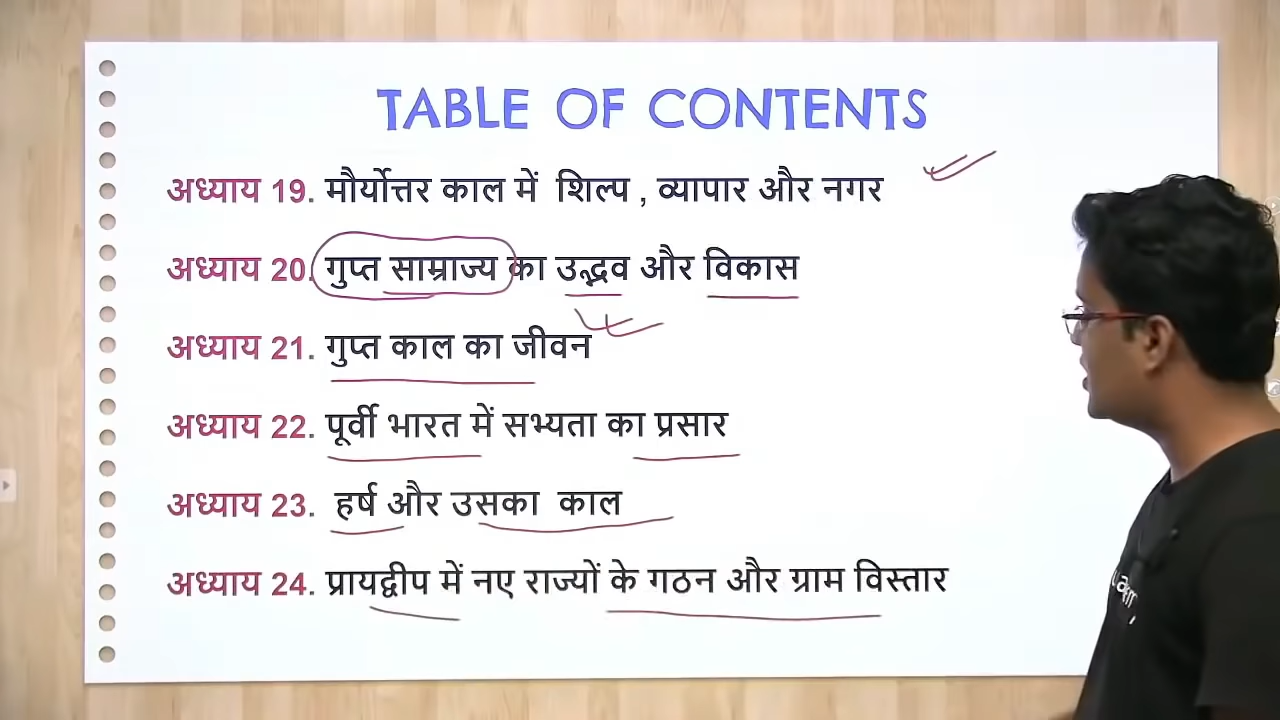 TABLE OF CONTENTS
अध्याय 19. मौर्योत्तर काल में शिल्प , व्यापार और नगर
अध्याय 20. गुप्त साम्राज्य का उद्भव और विकास
अध्याय 21. गुप्त काल का जीवन
अध्याय 22. पूर्वी भारत में सभ्यता का प्रसार
अध्याय 23. हर्ष और उसका काल
अध्याय 24. प्रायद्वीप में नए राज्यों के गठन और ग्राम विस्तार